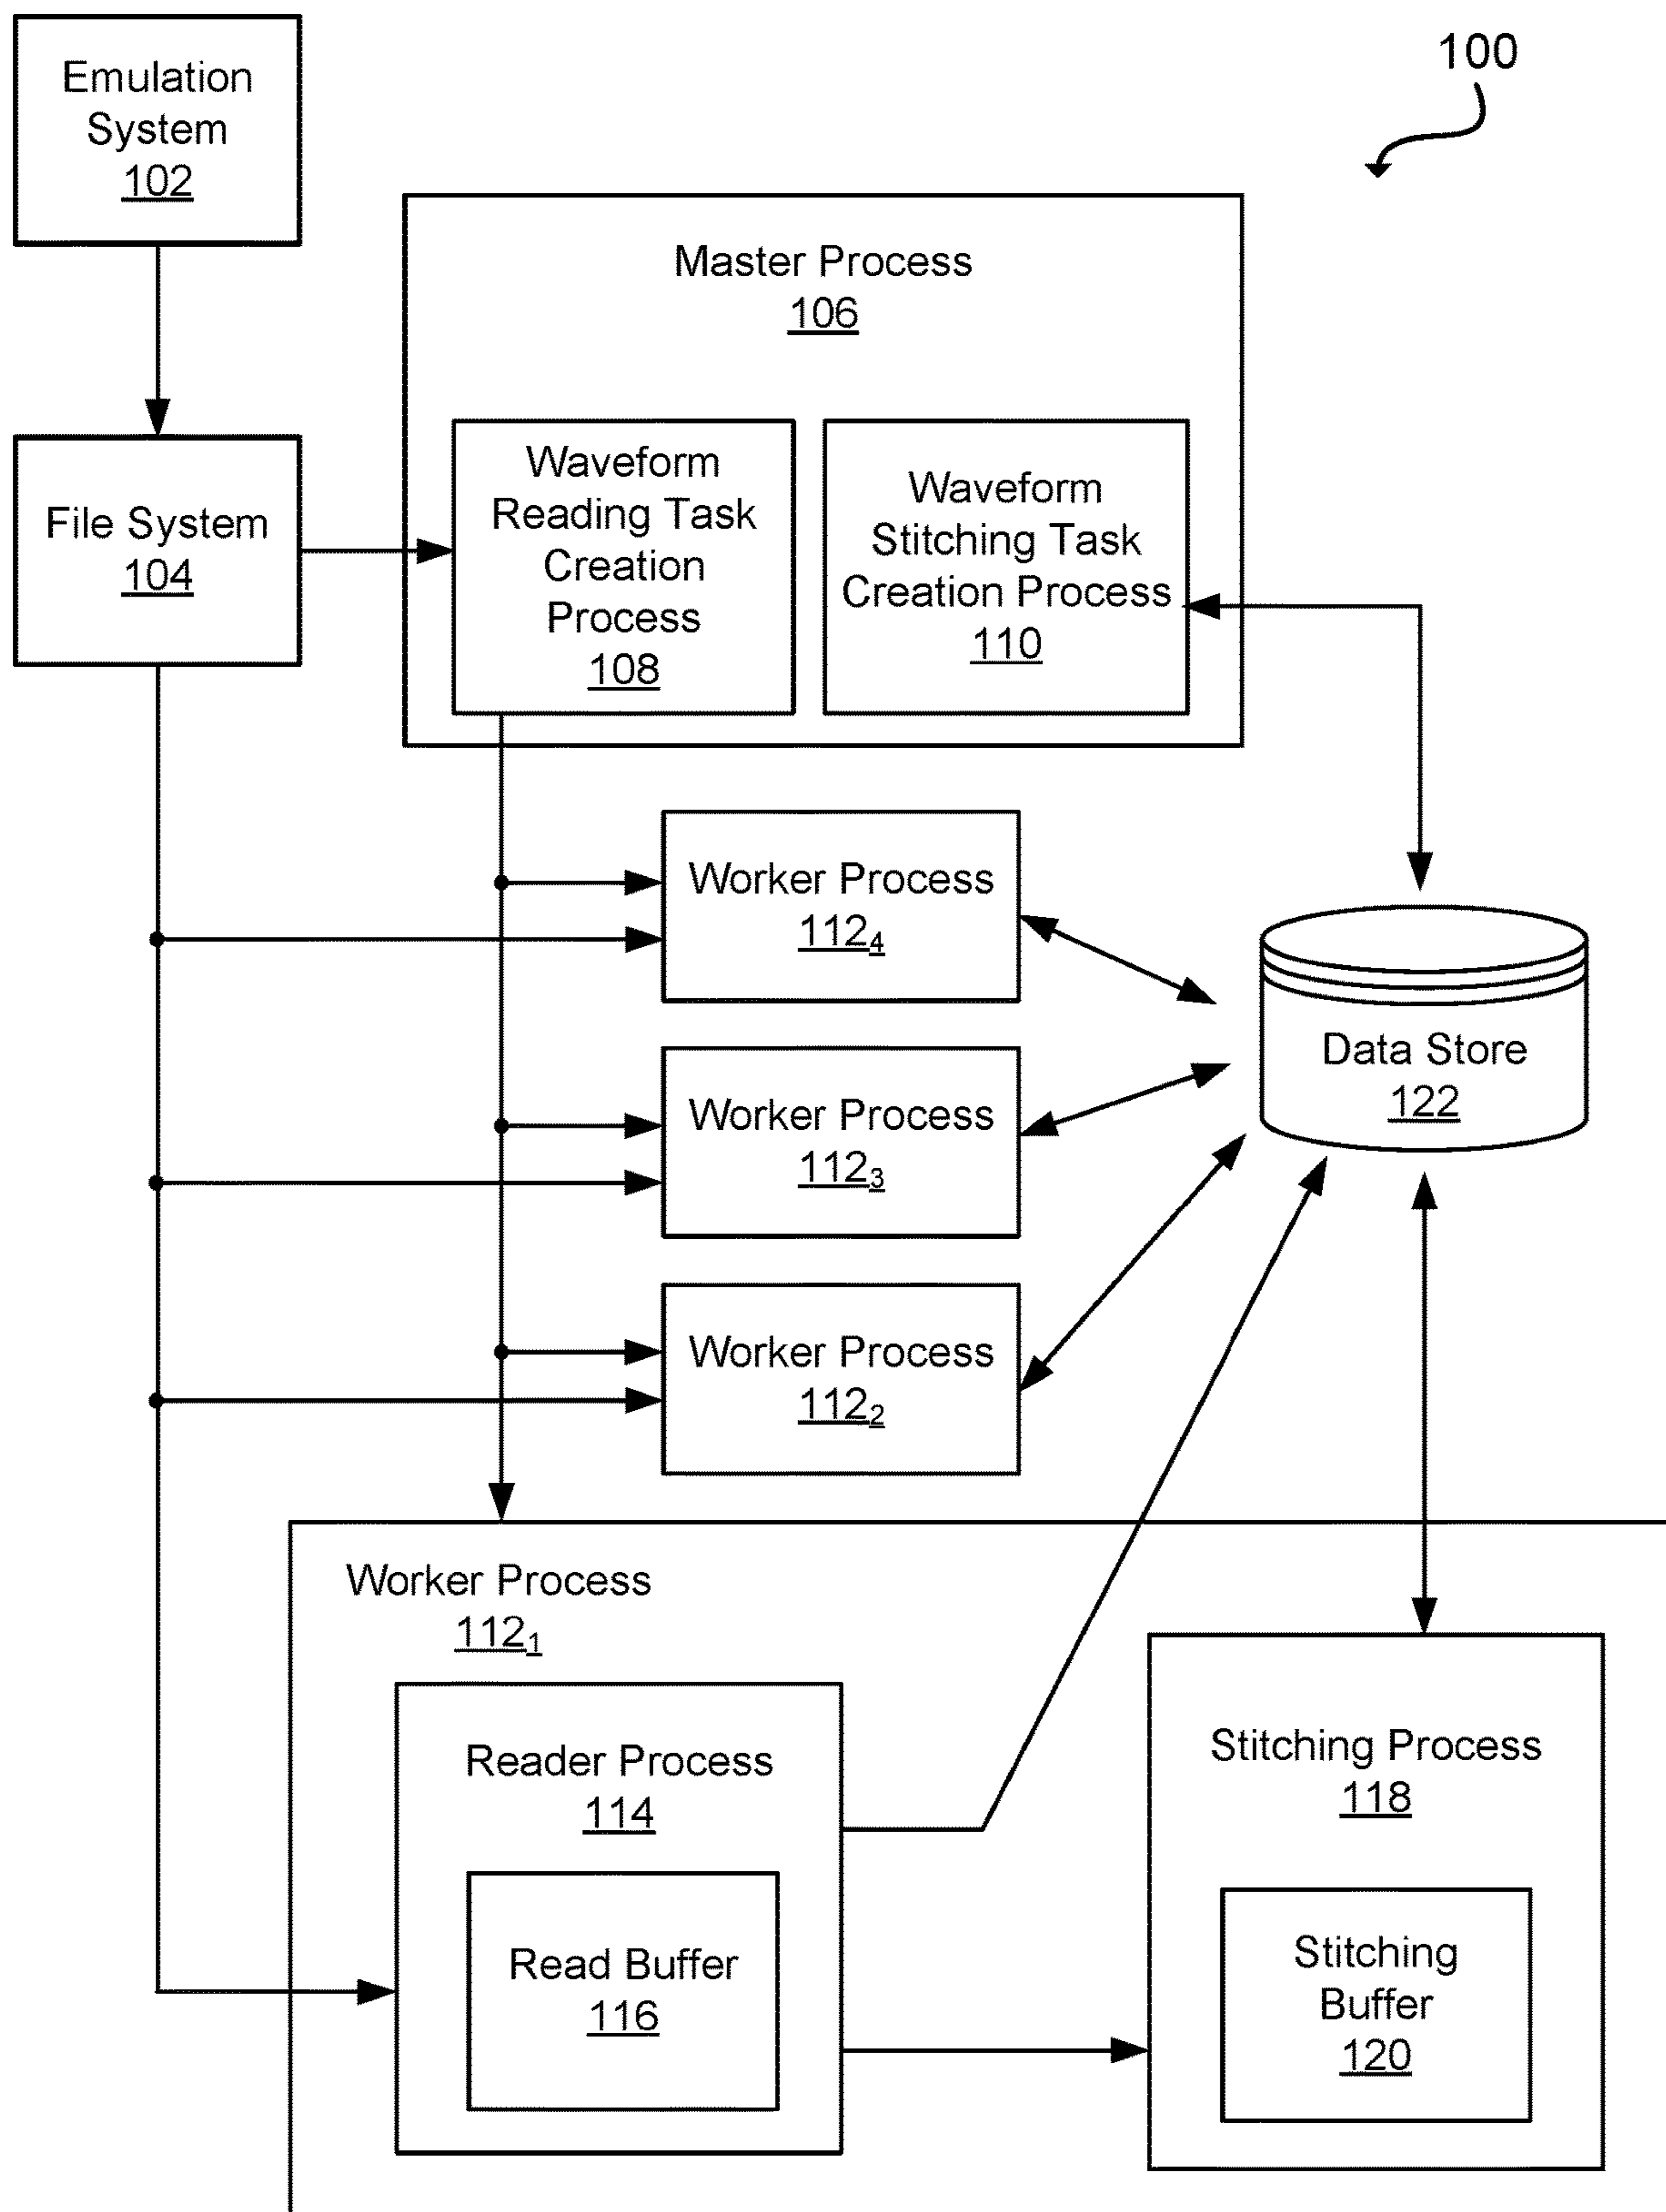 100
Emulation
System
102
Master Process
106
File System
104
Waveform
Reading Task
Creation
Process
108
Waveform
Stitching Task
Creation Process
110
Worker Process
112₄
Worker Process
112₃
Worker Process
112₂
Data Store
122
Worker Process
112₁
Reader Process
114
Read Buffer
116
Stitching Process
118
Stitching
Buffer
120